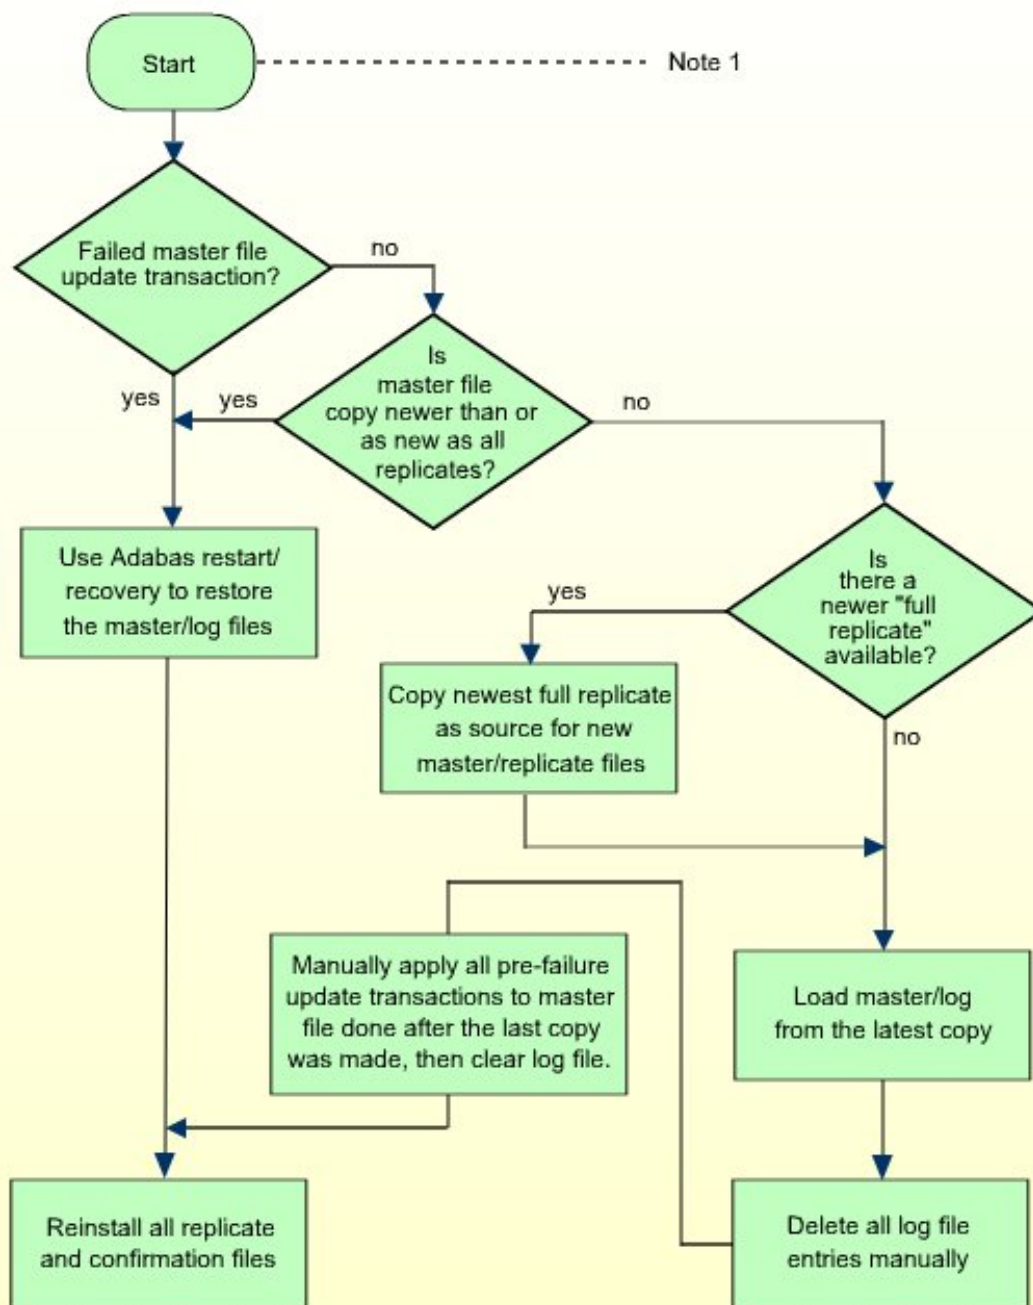 Start
Note 1
Failed master file
update transaction?
no
yes
Is
master file
copy newer than or
as new as all
replicates?
yes
no
Use Adabas restart/
recovery to restore
the master/log files
Is
there a
newer "full
replicate"
available?
yes
no
Copy newest full replicate
as source for new
master/replicate files
Manually apply all pre-failure
update transactions to master
file done after the last copy
was made, then clear log file.
Load master/log
from the latest copy
Reinstall all replicate
and confirmation files
Delete all log file
entries manually